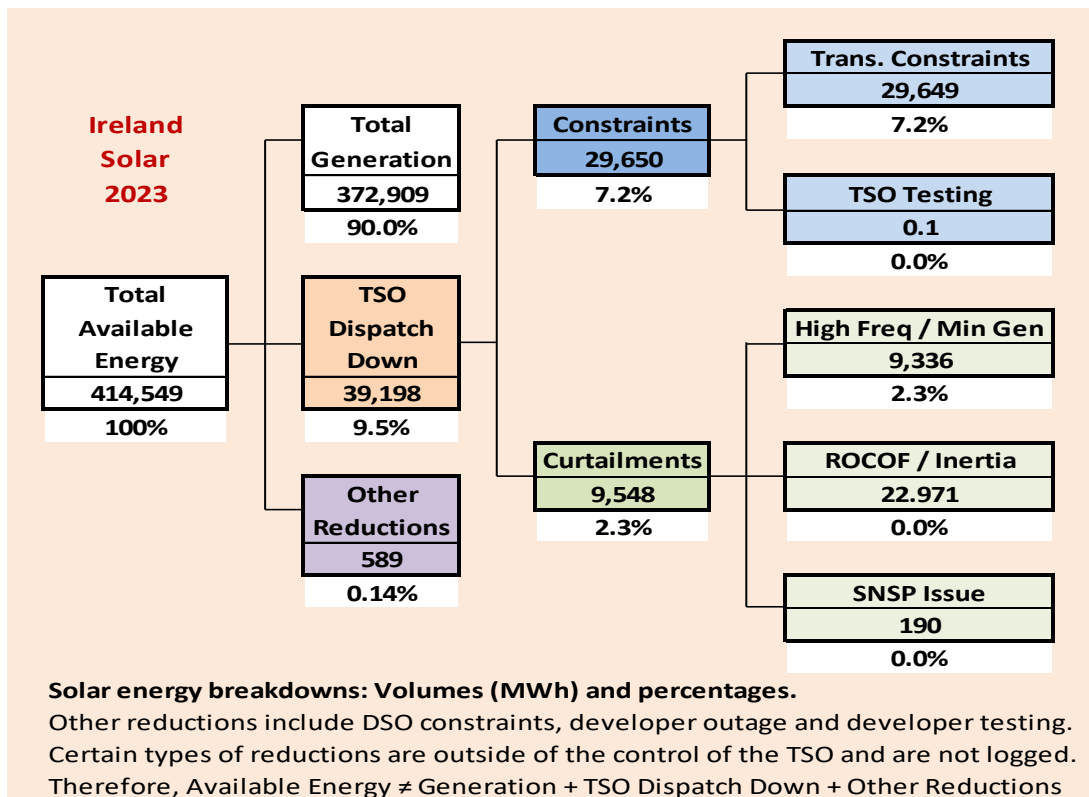 Ireland
Solar
2023
Total
Available
Energy
414,549
100%
Total
Generation
372,909
90.0%
TSO
Dispatch
Down
39,198
9.5%
Other
Reductions
589
0.14%
Constraints
29,650
7.2%
Curtailments
9,548
2.3%
Trans. Constraints
29,649
7.2%
TSO Testing
0.1
0.0%
High Freq / Min Gen
9,336
2.3%
ROCOF / Inertia
22.971
0.0%
SNSP Issue
190
0.0%
Solar energy breakdowns: Volumes (MWh) and percentages.
Other reductions include DSO constraints, developer outage and developer testing.
Certain types of reductions are outside of the control of the TSO and are not logged.
Therefore, Available Energy ≠ Generation + TSO Dispatch Down + Other Reductions